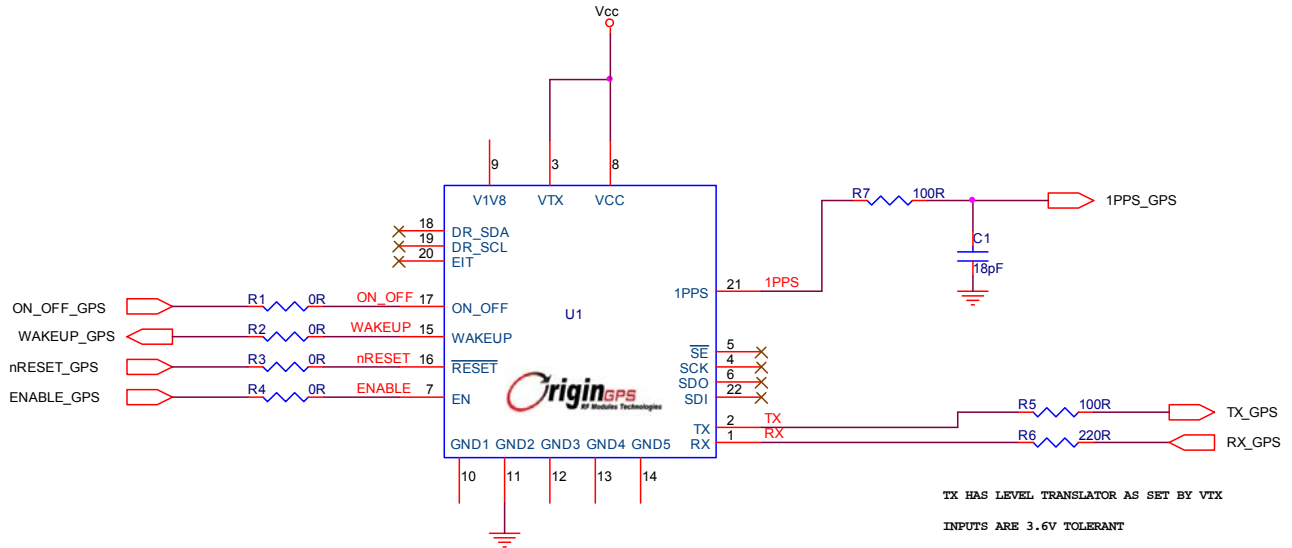 Vcc
9 3 8
V1V8 VTX VCC
18 DR_SDA
19 DR_SCL
20 EIT
R7 100R 1PPS_GPS
C1
18pF
21 1PPS
1PPS
ON_OFF_GPS R1 0R ON_OFF 17 ON_OFF
U1
WAKEUP_GPS R2 0R WAKEUP 15 WAKEUP
nRESET_GPS R3 0R nRESET 16 RESET
ENABLE_GPS R4 0R ENABLE 7 EN
OriginGPS
RF Modules Technologies
SE 5
SCK 4
SDO 6
SDI 22
TX 2 TX R5 100R TX_GPS
RX 1 RX R6 220R RX_GPS
GND1 GND2 GND3 GND4 GND5
10 11 12 13 14
TX HAS LEVEL TRANSLATOR AS SET BY VTX
INPUTS ARE 3.6V TOLERANT